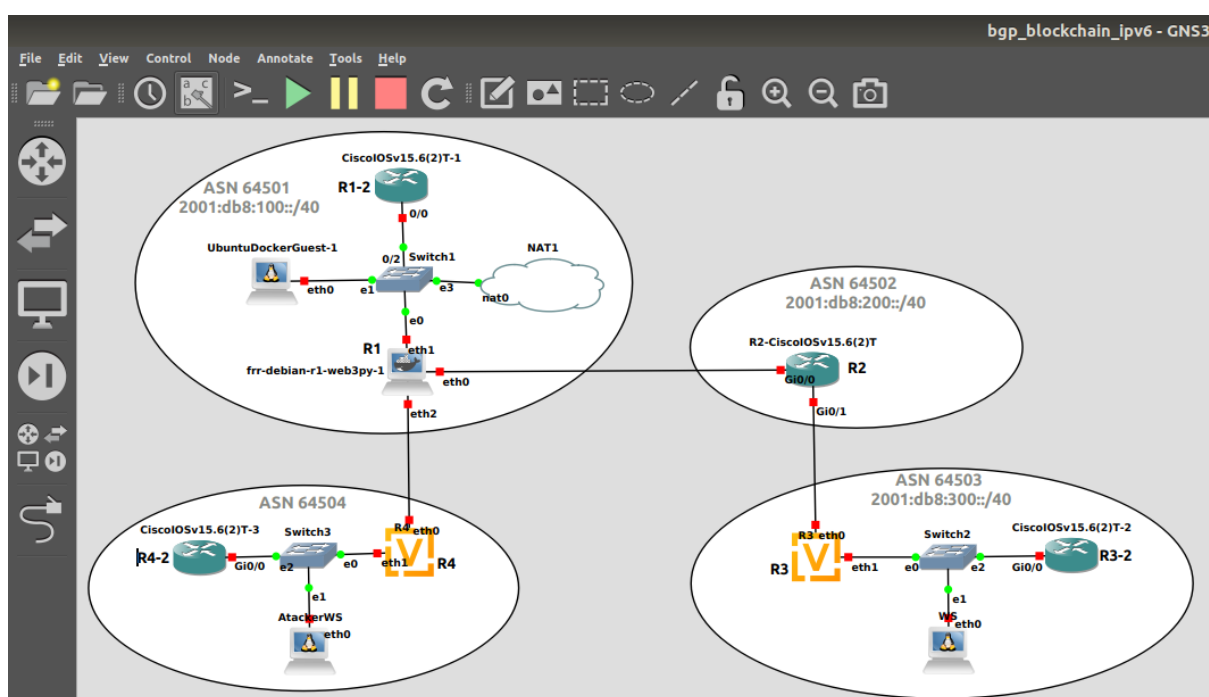 bgp_blockchain_ipv6 - GNS3
File Edit View Control Node Annotate Tools Help
CiscoIOSv15.6(2)T-1
ASN 64501
R1-2
2001:db8:100::/40
0/0
UbuntuDockerGuest-1
NAT1
0/2
Switch1
eth0
e1
e3
nat0
e0
R1
eth1
frr-debian-r1-web3py-1
eth0
eth2
ASN 64502
2001:db8:200::/40
R2-CiscoIOSv15.6(2)T
R2
Gi0/0
Gi0/1
ASN 64504
CiscoIOSv15.6(2)T-3
Switch3
R4 eth0
R4-2
Gi0/0
e2
e0
eth1
V
R4
e1
AtackerWS
eth0
ASN 64503
2001:db8:300::/40
R3 eth0
Switch2
CiscoIOSv15.6(2)T-2
R3
V
eth1
e0
e2
Gi0/0
R3-2
e1
WS
eth0